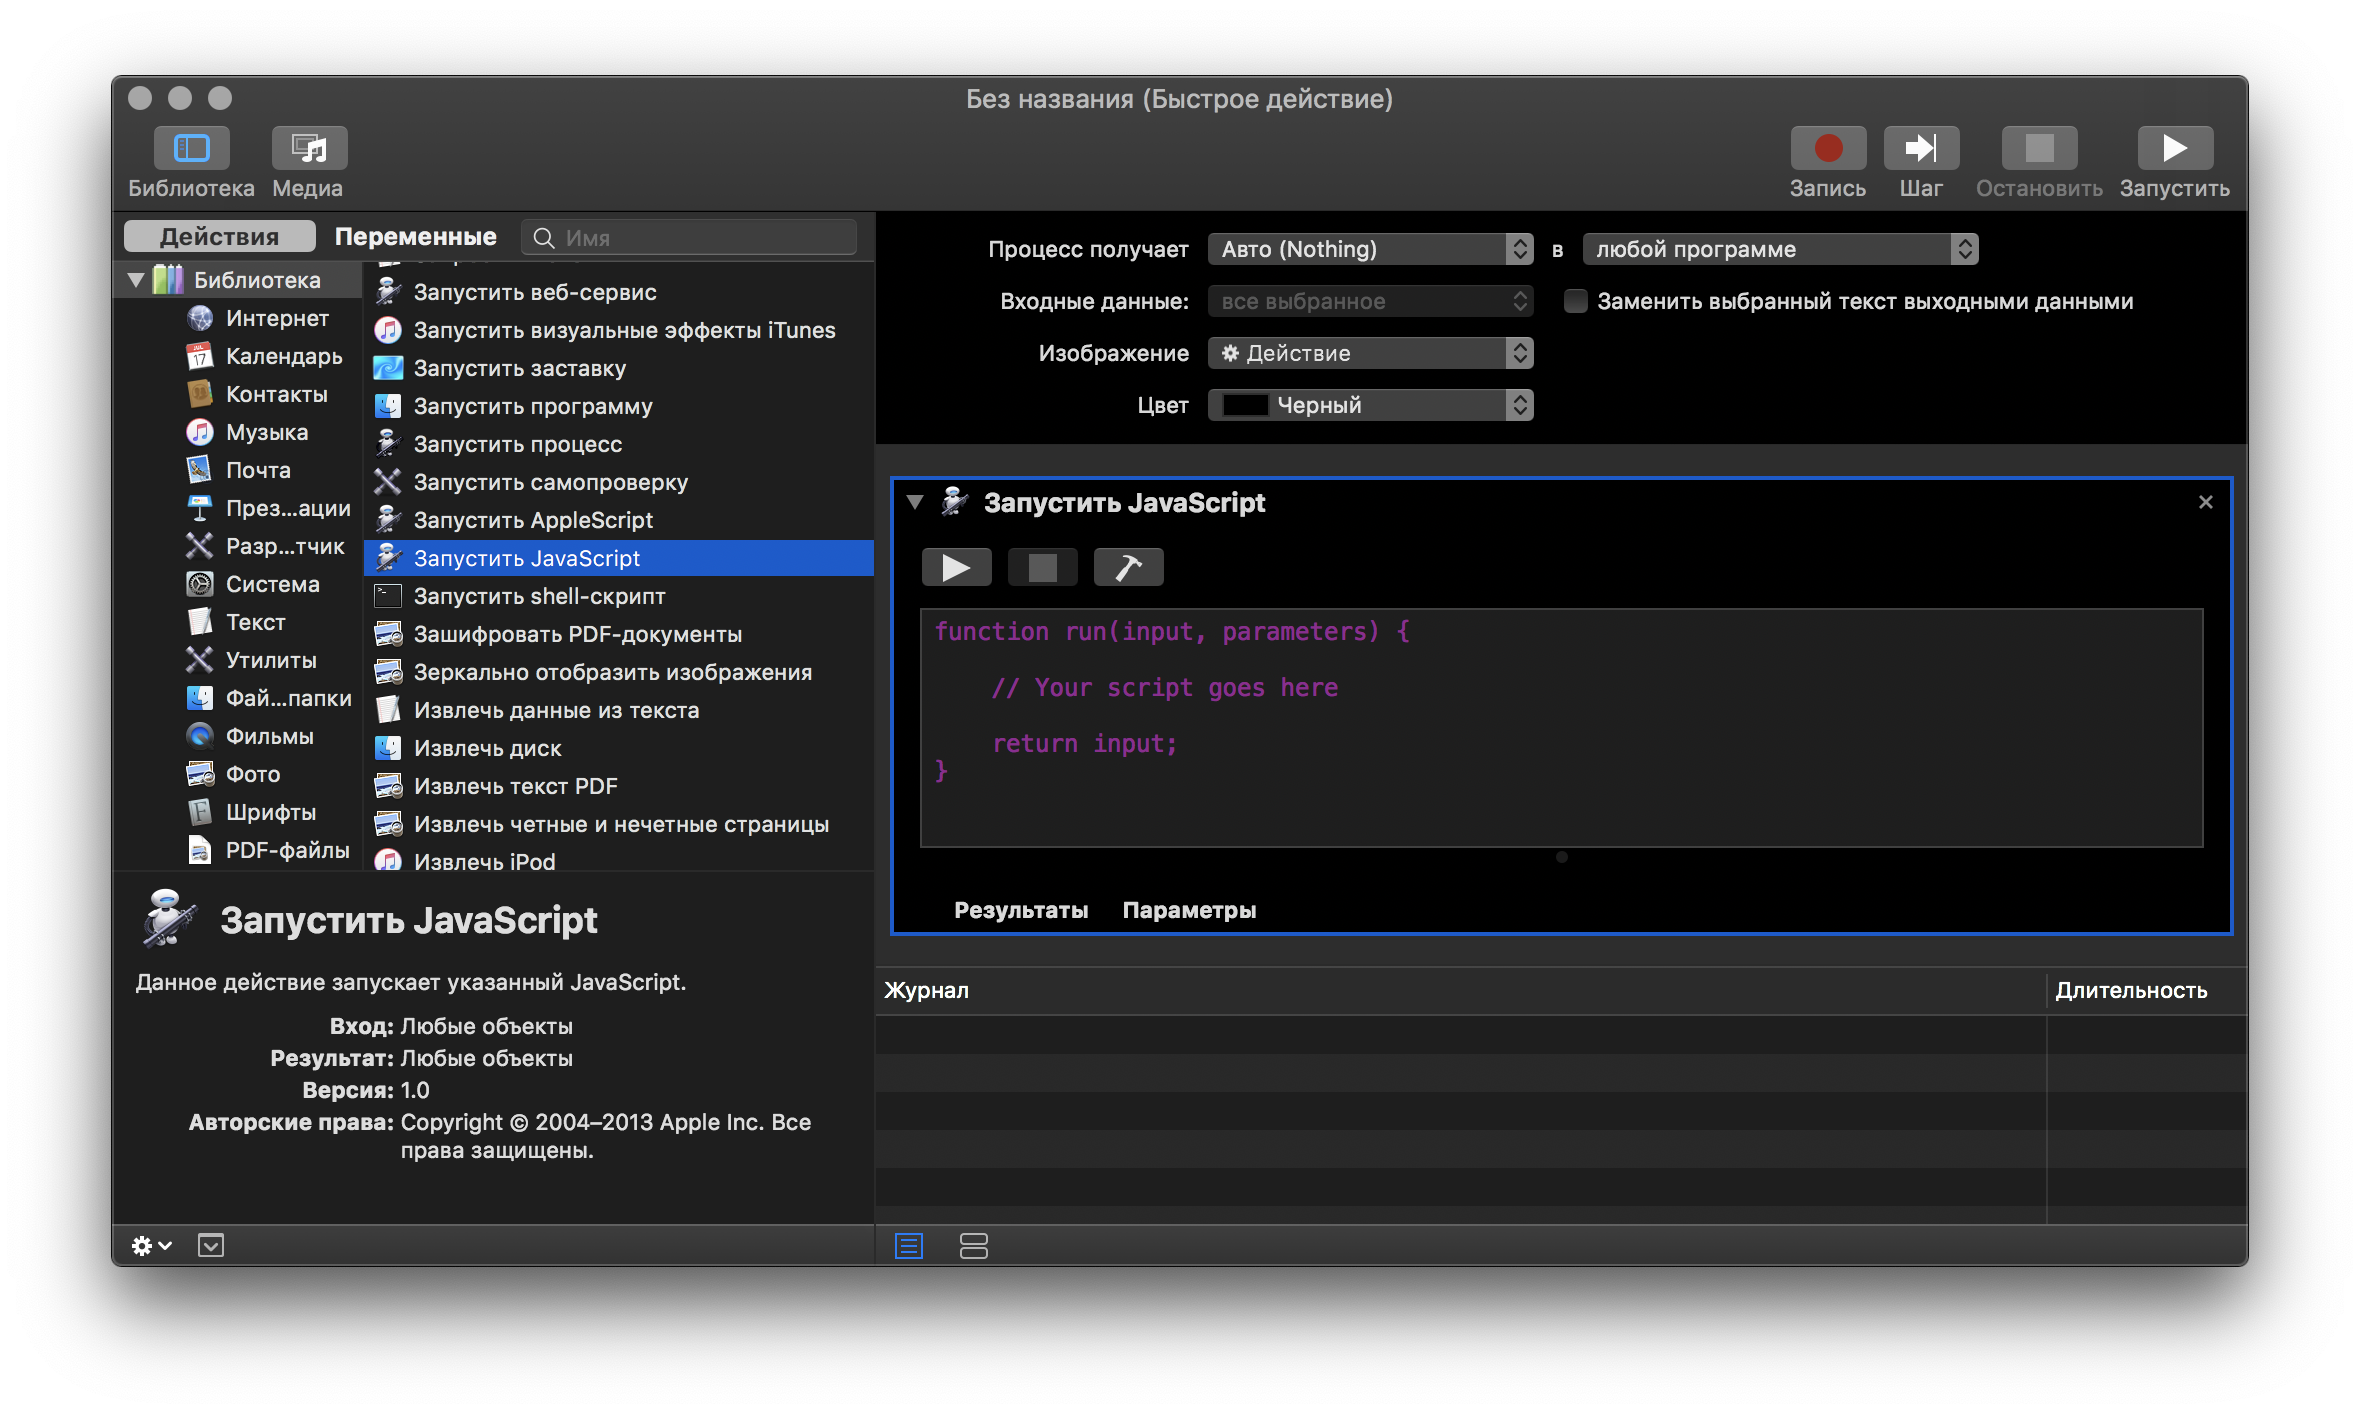 Без названия (Быстрое действие)
Библиотека
Медиа
Запись
Шаг
Остановить
Запустить
Действия
Переменные
Имя
Библиотека
Интернет
Календарь
Контакты
Музыка
Почта
През...ации
Разр...тчик
Система
Текст
Утилиты
Фай...папки
Фильмы
Фото
Шрифты
PDF-файлы
Запустить веб-сервис
Запустить визуальные эффекты iTunes
Запустить заставку
Запустить программу
Запустить процесс
Запустить самопроверку
Запустить AppleScript
Запустить JavaScript
Запустить shell-скрипт
Зашифровать PDF-документы
Зеркально отобразить изображения
Извлечь данные из текста
Извлечь диск
Извлечь текст PDF
Извлечь четные и нечетные страницы
Извлечь iPod
Запустить JavaScript
Данное действие запускает указанный JavaScript.
Вход: Любые объекты
Результат: Любые объекты
Версия: 1.0
Авторские права: Copyright © 2004–2013 Apple Inc. Все
права защищены.
Процесс получает Авто (Nothing) в любой программе
Входные данные: все выбранное Заменить выбранный текст выходными данными
Изображение Действие
Цвет Черный
Запустить JavaScript
function run(input, parameters) {
// Your script goes here
return input;
}
Результаты Параметры
Журнал Длительность